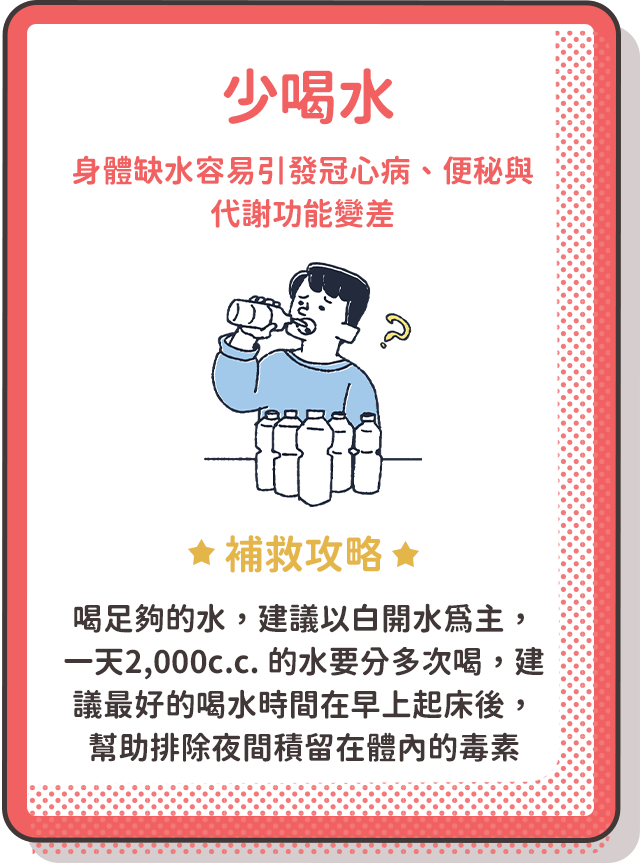 少喝水
身體缺水容易引發冠心病、便秘與
代謝功能變差
?
★ 補救攻略 ★
喝足夠的水，建議以白開水為主，
一天2,000c.c. 的水要分多次喝，建
議最好的喝水時間在早上起床後，
幫助排除夜間積留在體內的毒素